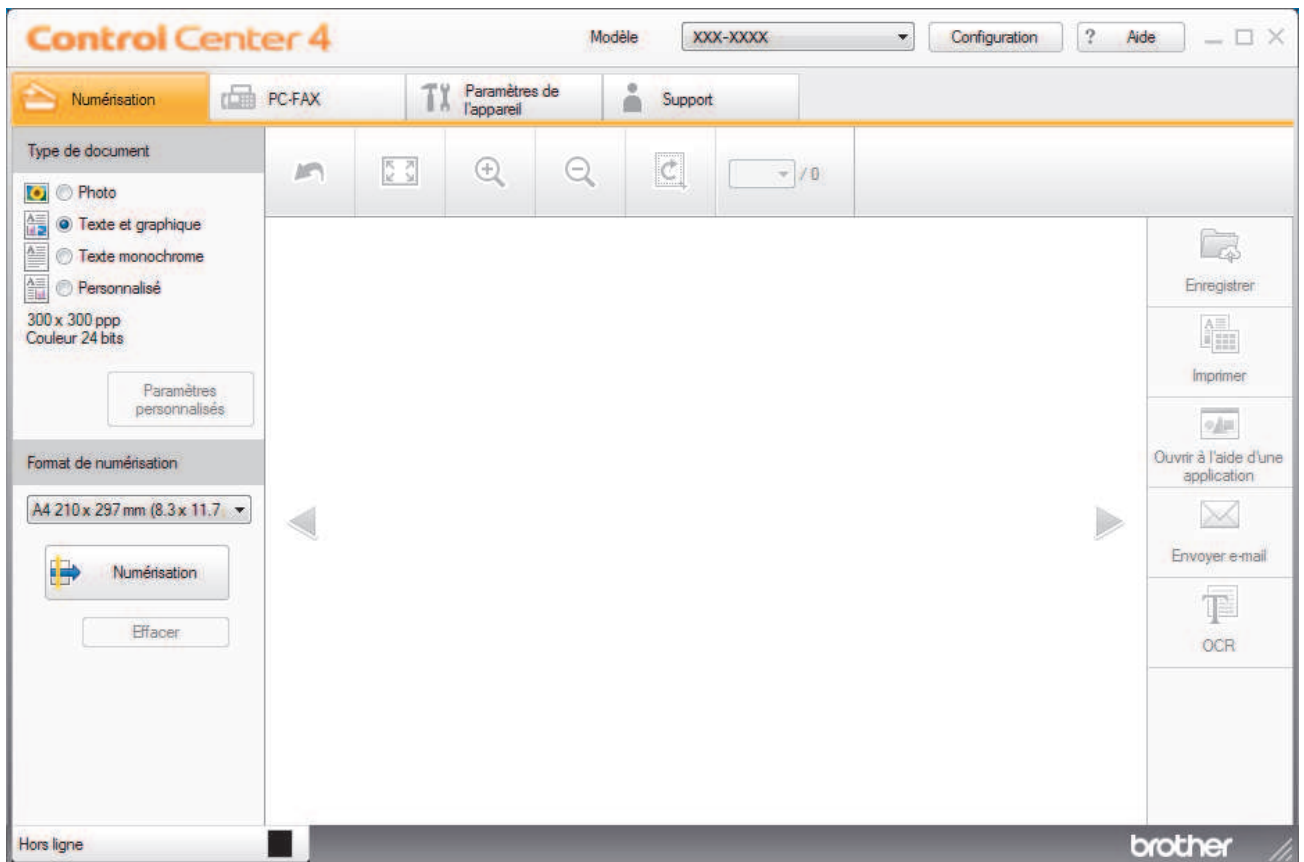 Control Center 4
Modèle
XXX-XXXX
Configuration
? Aide
Numérisation
PC-FAX
Paramètres de
l'appareil
Support
Type de document
Photo
Texte et graphique
Texte monochrome
Personnalisé
300 x 300 ppp
Couleur 24 bits
Paramètres
personnalisés
Format de numérisation
A4 210 x 297 mm (8.3 x 11.7
Numérisation
Effacer
/ 0
Enregistrer
Imprimer
Ouvrir à l'aide d'une
application
Envoyer e-mail
OCR
Hors ligne
brother